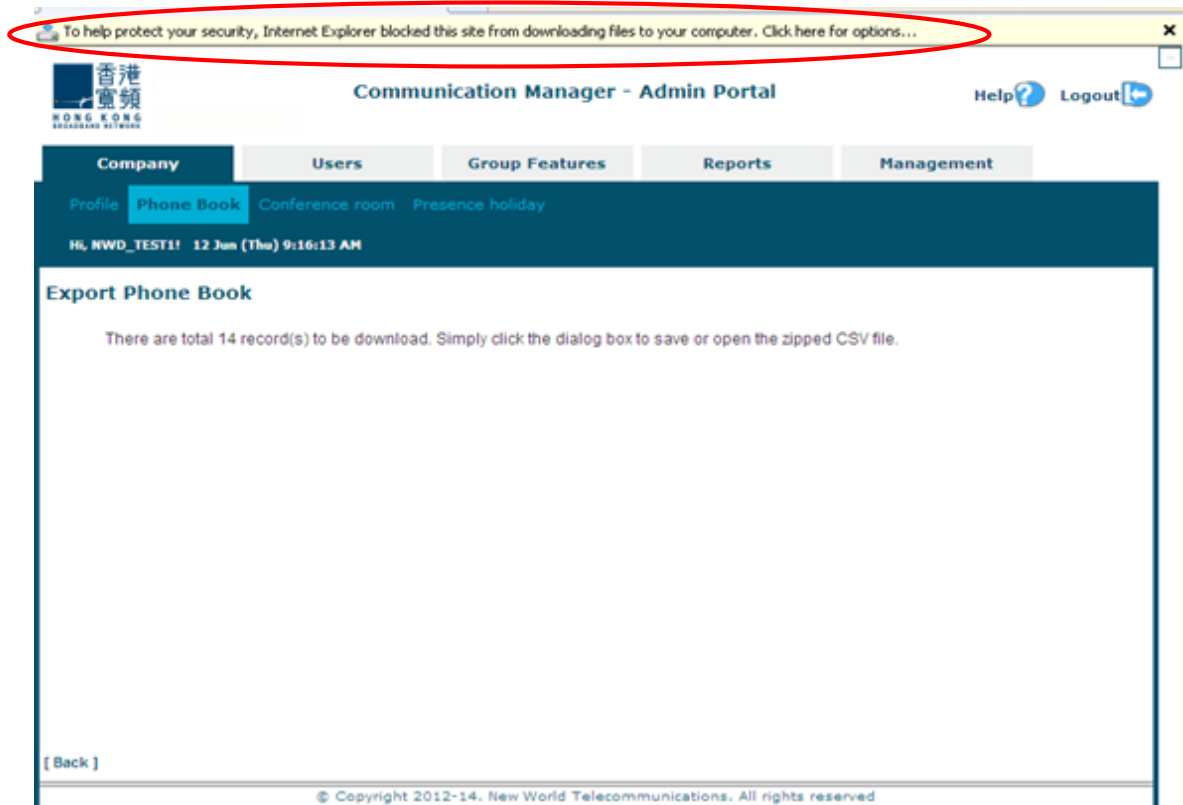 To help protect your security, Internet Explorer blocked this site from downloading files to your computer. Click here for options...
香港
寬頻
HONG KONG
BROADBAND NETWORK
Communication Manager - Admin Portal
Help Logout
Company Users Group Features Reports Management
Profile Phone Book Conference room Presence holiday
Hi, NWD_TEST1! 12 Jun (Thu) 9:16:13 AM
Export Phone Book
There are total 14 record(s) to be download. Simply click the dialog box to save or open the zipped CSV file.
[ Back ]
© Copyright 2012-14. New World Telecommunications. All rights reserved